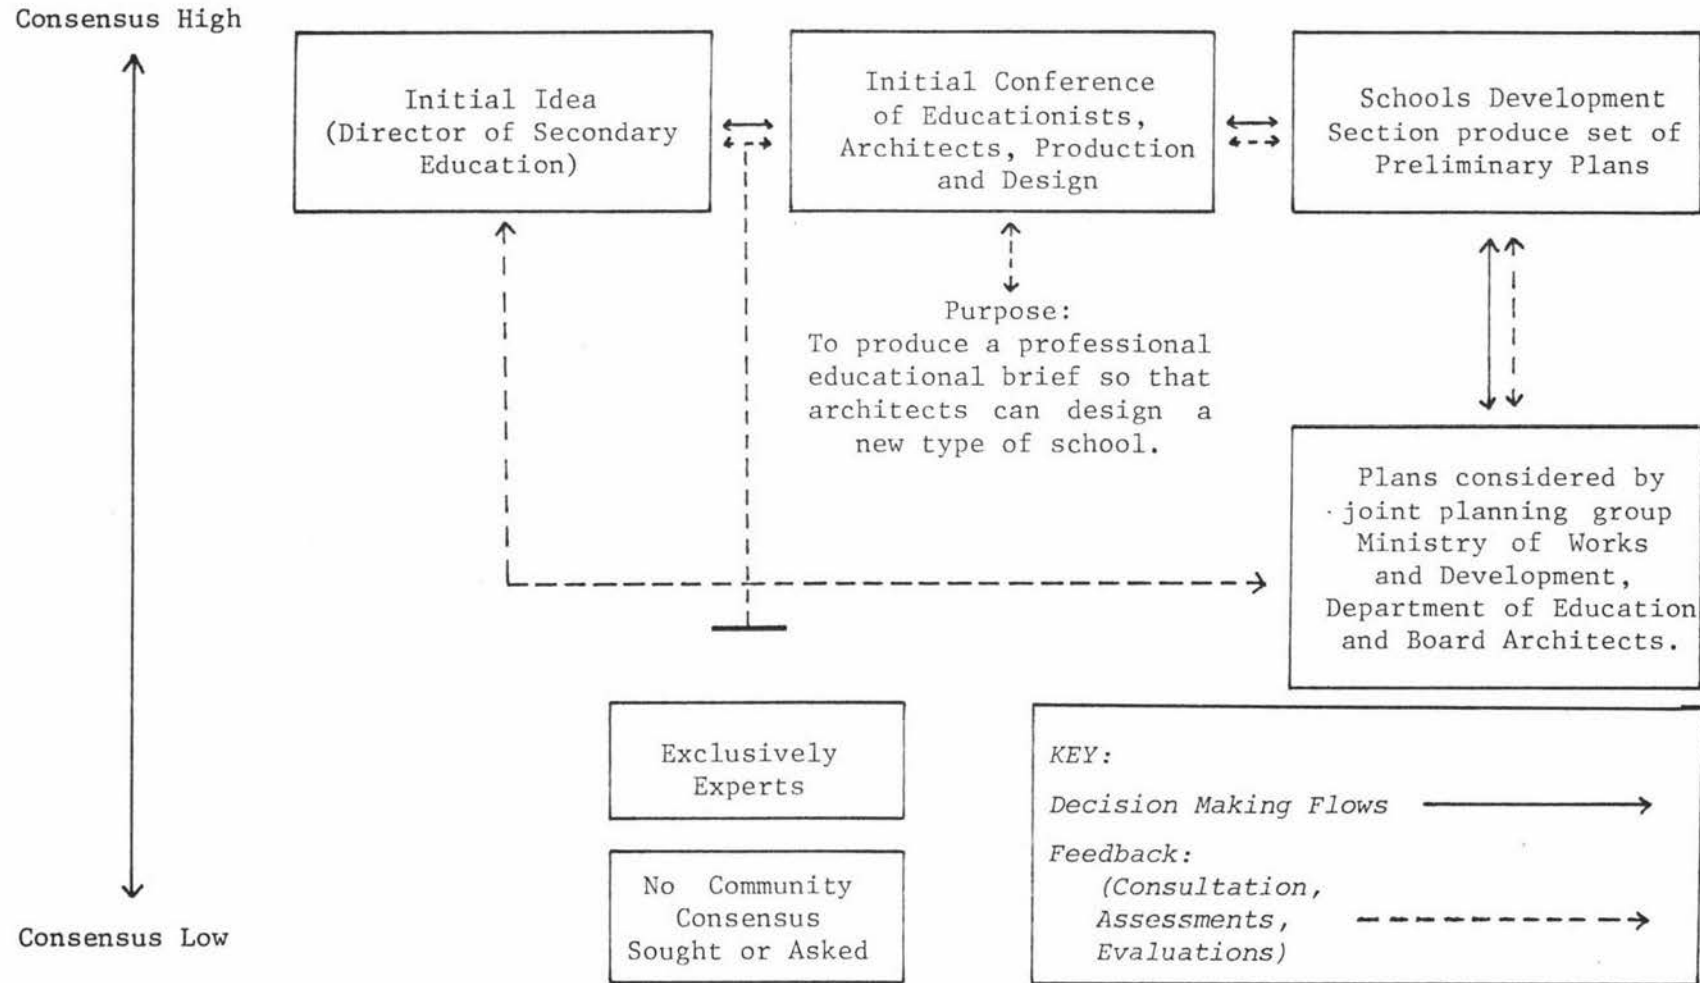 Consensus High
Initial Idea
(Director of Secondary
Education)
Initial Conference
of Educationists,
Architects, Production
and Design
Schools Development
Section produce set of
Preliminary Plans
Purpose:
To produce a professional
educational brief so that
architects can design a
new type of school.
Plans considered by
joint planning group
Ministry of Works
and Development,
Department of Education
and Board Architects.
Exclusively
Experts
No Community
Consensus
Sought or Asked
Consensus Low
KEY:
Decision Making Flows
Feedback:
(Consultation,
Assessments,
Evaluations)